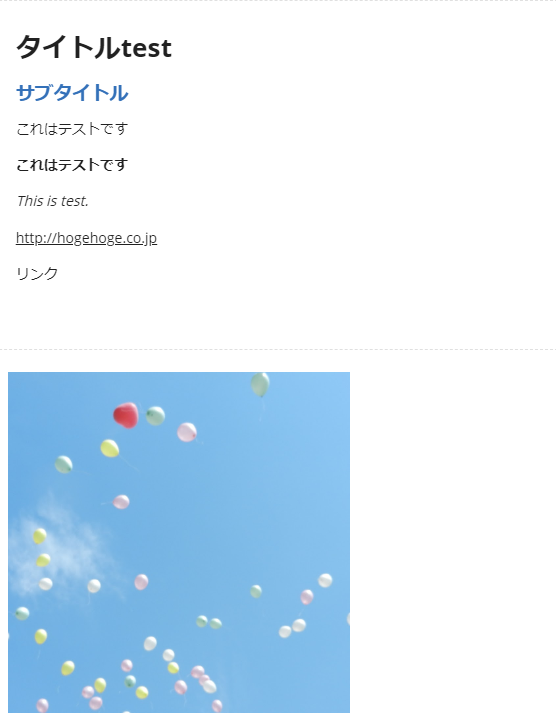 タイトルtest
サブタイトル
これはテストです
これはテストです
This is test.
http://hogehoge.co.jp
リンク